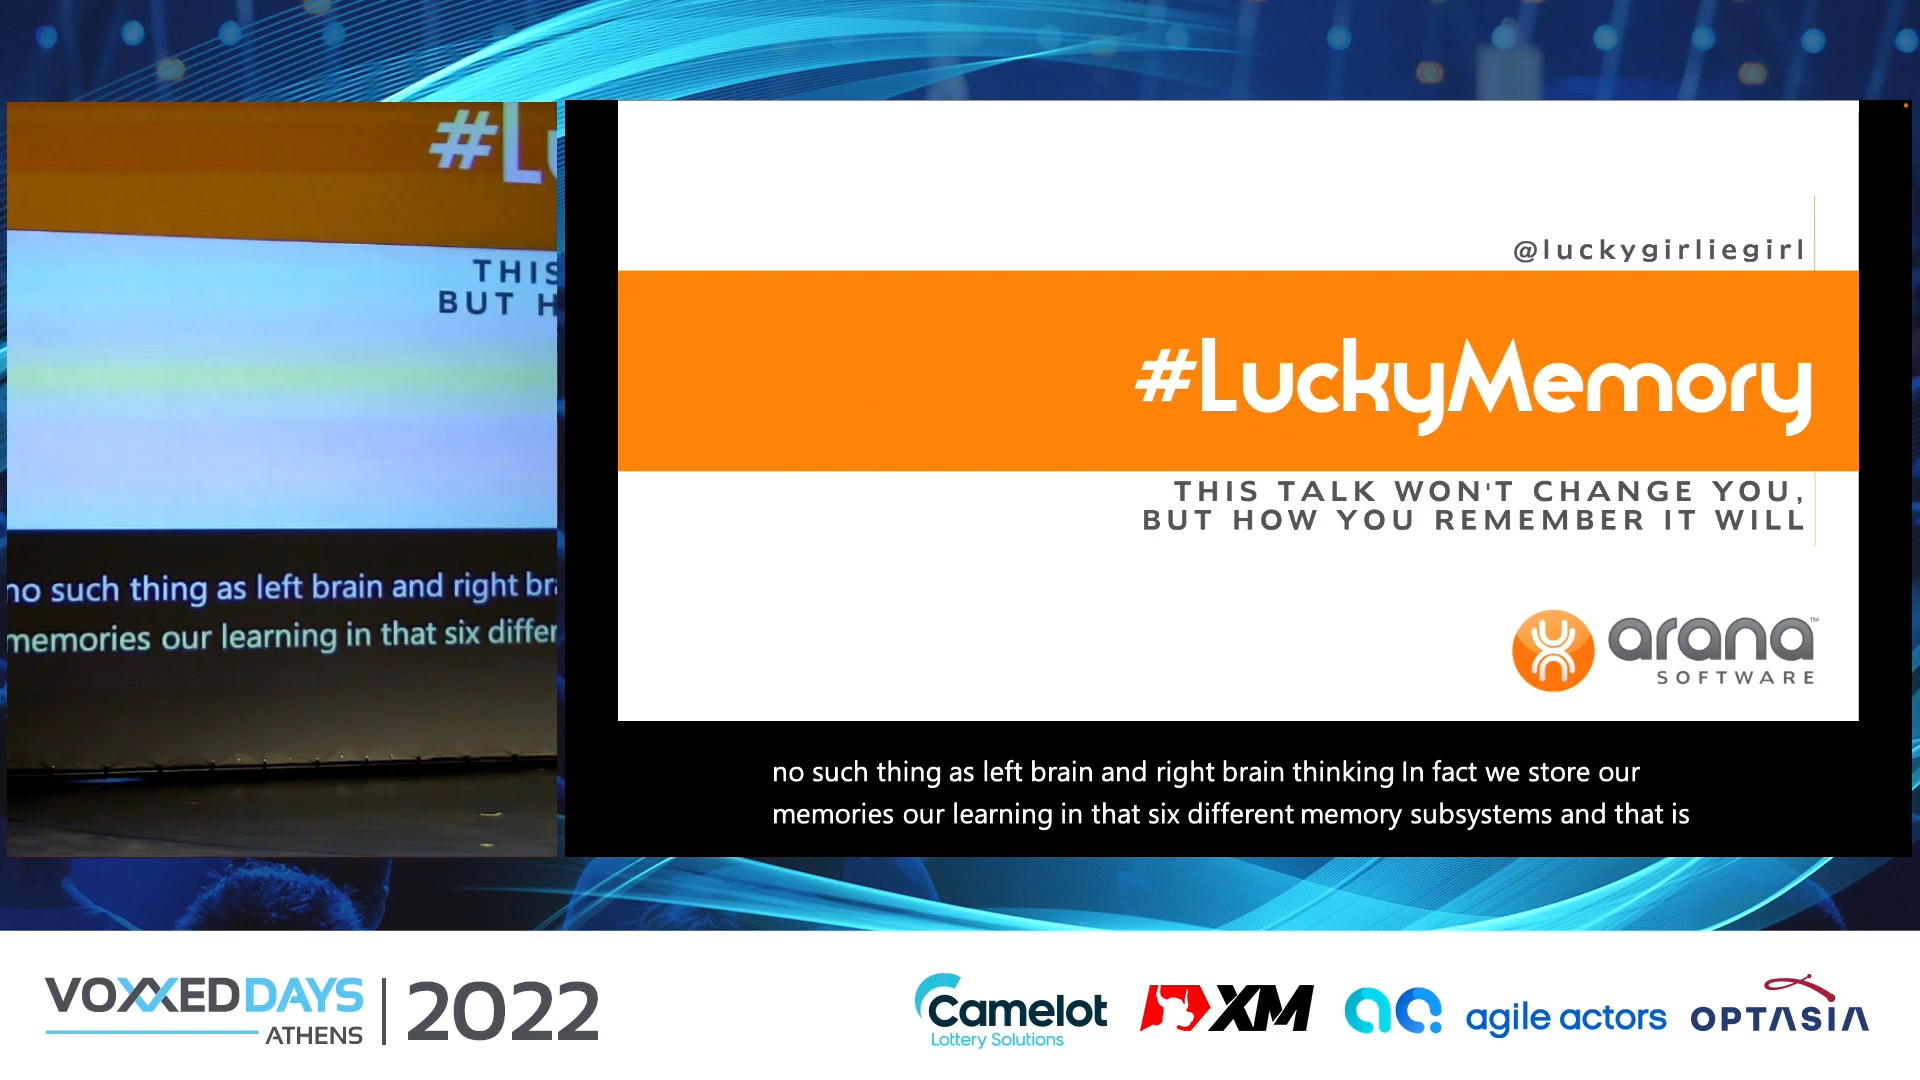 #Lu
THIS
BUT H
no such thing as left brain and right bra
memories our learning in that six differ
@luckygirliegirl
#LuckyMemory
THIS TALK WON'T CHANGE YOU,
BUT HOW YOU REMEMBER IT WILL
arana™
SOFTWARE
no such thing as left brain and right brain thinking In fact we store our
memories our learning in that six different memory subsystems and that is
VOXXEDDAYS
ATHENS
2022
Camelot
Lottery Solutions
XM
agile actors
OPTASIA